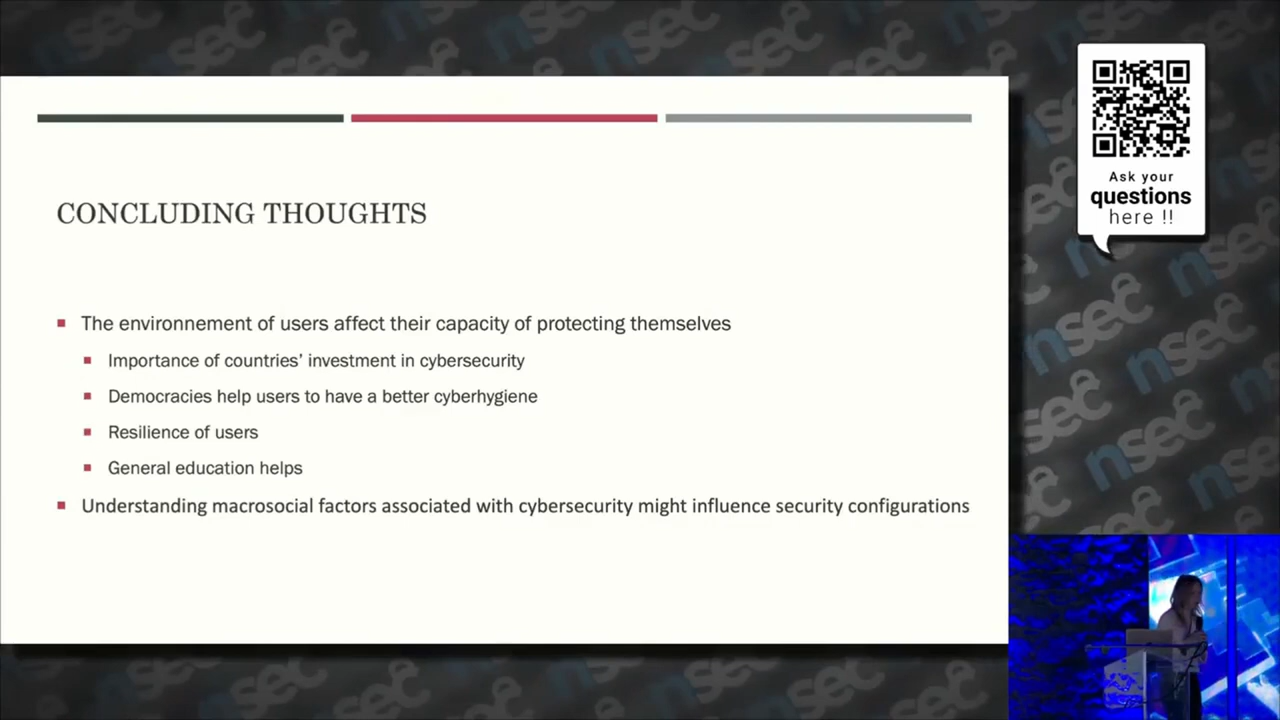 CONCLUDING THOUGHTS
The environnement of users affect their capacity of protecting themselves
Importance of countries' investment in cybersecurity
Democracies help users to have a better cyberhygiene
Resilience of users
General education helps
Understanding macrosocial factors associated with cybersecurity might influence security configurations
Ask your
questions
here !!
nsec